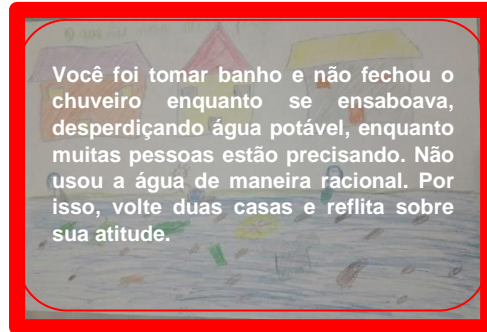 Você foi tomar banho e não fechou o
chuveiro enquanto se ensaboava,
desperdiçando água potável, enquanto
muitas pessoas estão precisando. Não
usou a água de maneira racional. Por
isso, volte duas casas e reflita sobre
sua atitude.